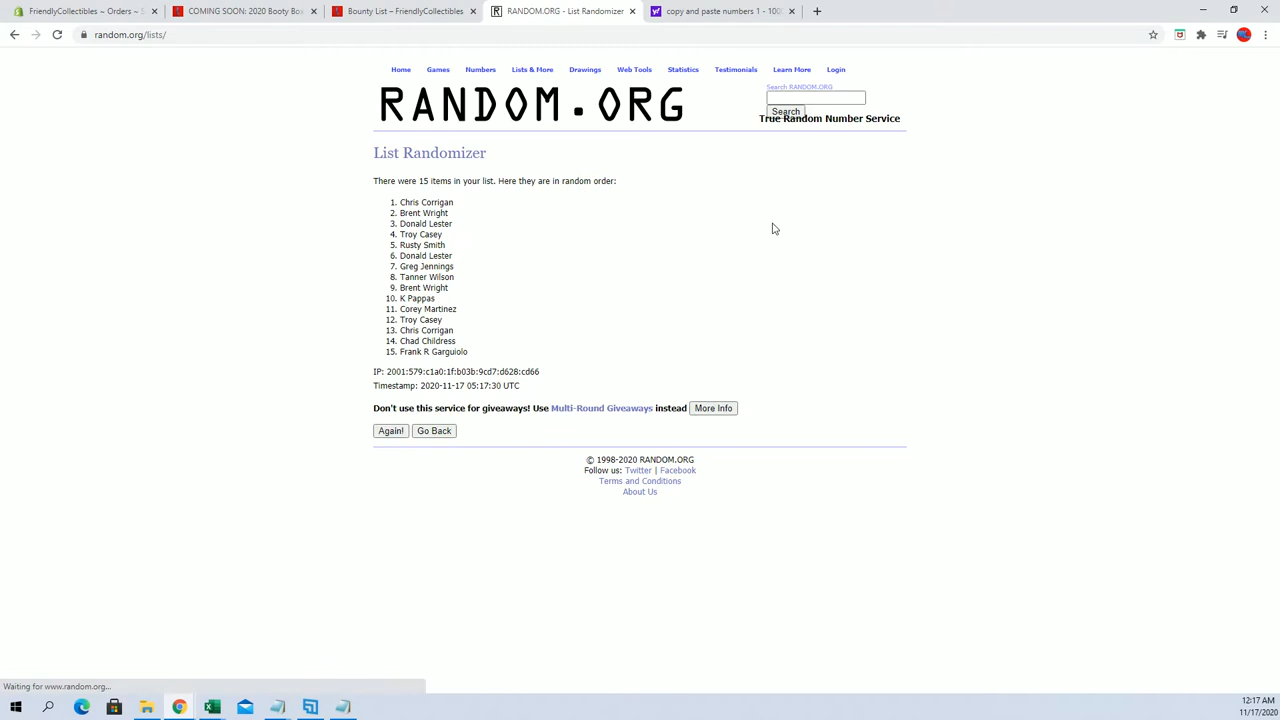 FriendlyCollectibles ~ Orders ~ S
COMING SOON: 2020 Booty Box
Bounty List – FriendlyCollectibles
RANDOM.ORG - List Randomizer
copy and paste numbers 1 - 100
random.org/lists/
Home Games Numbers Lists & More Drawings Web Tools Statistics Testimonials Learn More Login
Search RANDOM.ORG
RANDOM.ORG
Search
True Random Number Service
List Randomizer
There were 15 items in your list. Here they are in random order:
1. Chris Corrigan
2. Brent Wright
3. Donald Lester
4. Troy Casey
5. Rusty Smith
6. Donald Lester
7. Greg Jennings
8. Tanner Wilson
9. Brent Wright
10. K Pappas
11. Corey Martinez
12. Troy Casey
13. Chris Corrigan
14. Chad Childress
15. Frank R Garguiolo
IP: 2001:579:c1a0:1f:b03b:9cd7:d628:cd66
Timestamp: 2020-11-17 05:17:30 UTC
Don't use this service for giveaways! Use Multi-Round Giveaways instead More Info
Again! Go Back
© 1998-2020 RANDOM.ORG
Follow us: Twitter | Facebook
Terms and Conditions
About Us
Waiting for www.random.org...
12:17 AM
11/17/2020